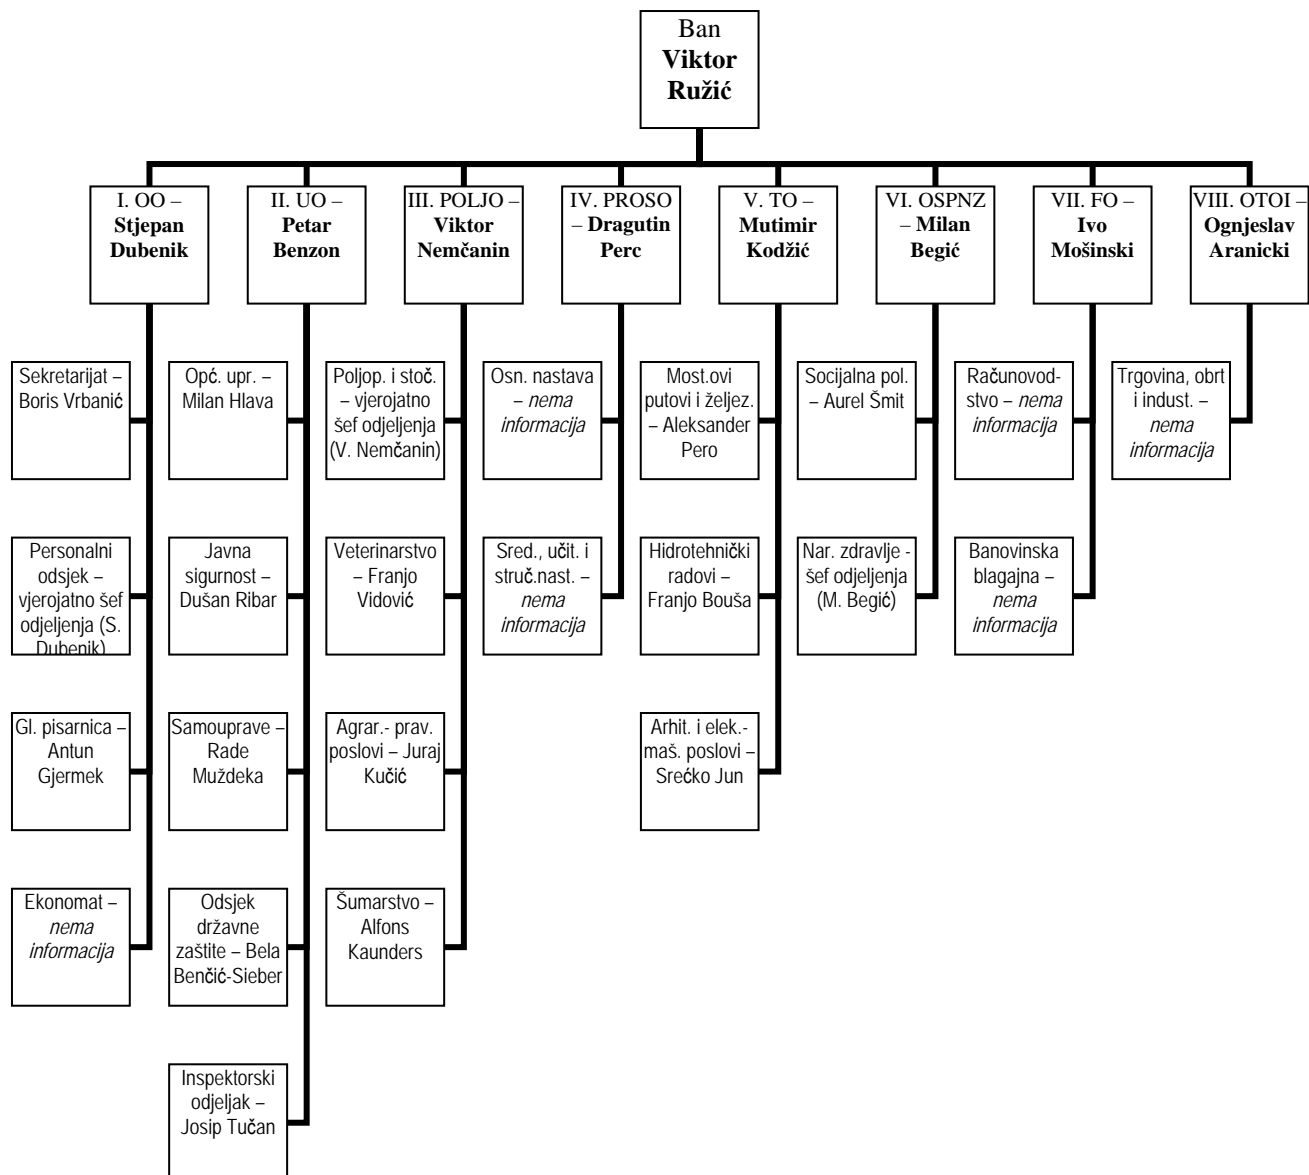 Ban
Viktor
Ružić
I. OO –
Stjepan
Dubenik
II. UO –
Petar
Benzon
III. POLJO –
Viktor
Nemčanin
IV. PROSO
– Dragutin
Perc
V. TO –
Mutimir
Kodžić
VI. OSPNZ
– Milan
Begić
VII. FO –
Ivo
Mošinski
VIII. OTOI –
Ognjeslav
Aranicki
Sekretarijat –
Boris Vrbanić
Opć. upr. –
Milan Hlava
Poljop. i stoč.
– vjerojatno
šef odjeljenja
(V. Nemčanin)
Osn. nastava
– nema
informacija
Most.ovi
putovi i željez.
– Aleksander
Pero
Socijalna pol.
– Aurel Šmit
Računovod-
stvo – nema
informacija
Trgovina, obrt
i indust. –
nema
informacija
Personalni
odsjek –
vjerojatno šef
odjeljenja (S.
Dubenik)
Javna
sigurnost –
Dušan Ribar
Veterinarstvo
– Franjo
Vidović
Sred., učit. i
struč.nast. –
nema
informacija
Hidrotehnički
radovi –
Franjo Bouša
Nar. zdravlje -
šef odjeljenja
(M. Begić)
Banovinska
blagajna –
nema
informacija
Gl. pisarnica –
Antun
Gjermek
Samouprave –
Rade
Muždeka
Agrar.- prav.
poslovi – Juraj
Kučić
Arhit. i elek.-
maš. poslovi –
Srećko Jun
Ekonomat –
nema
informacija
Odsjek
državne
zaštite – Bela
Benčić-Sieber
Šumarstvo –
Alfons
Kaunders
Inspektorski
odjeljak –
Josip Tučan